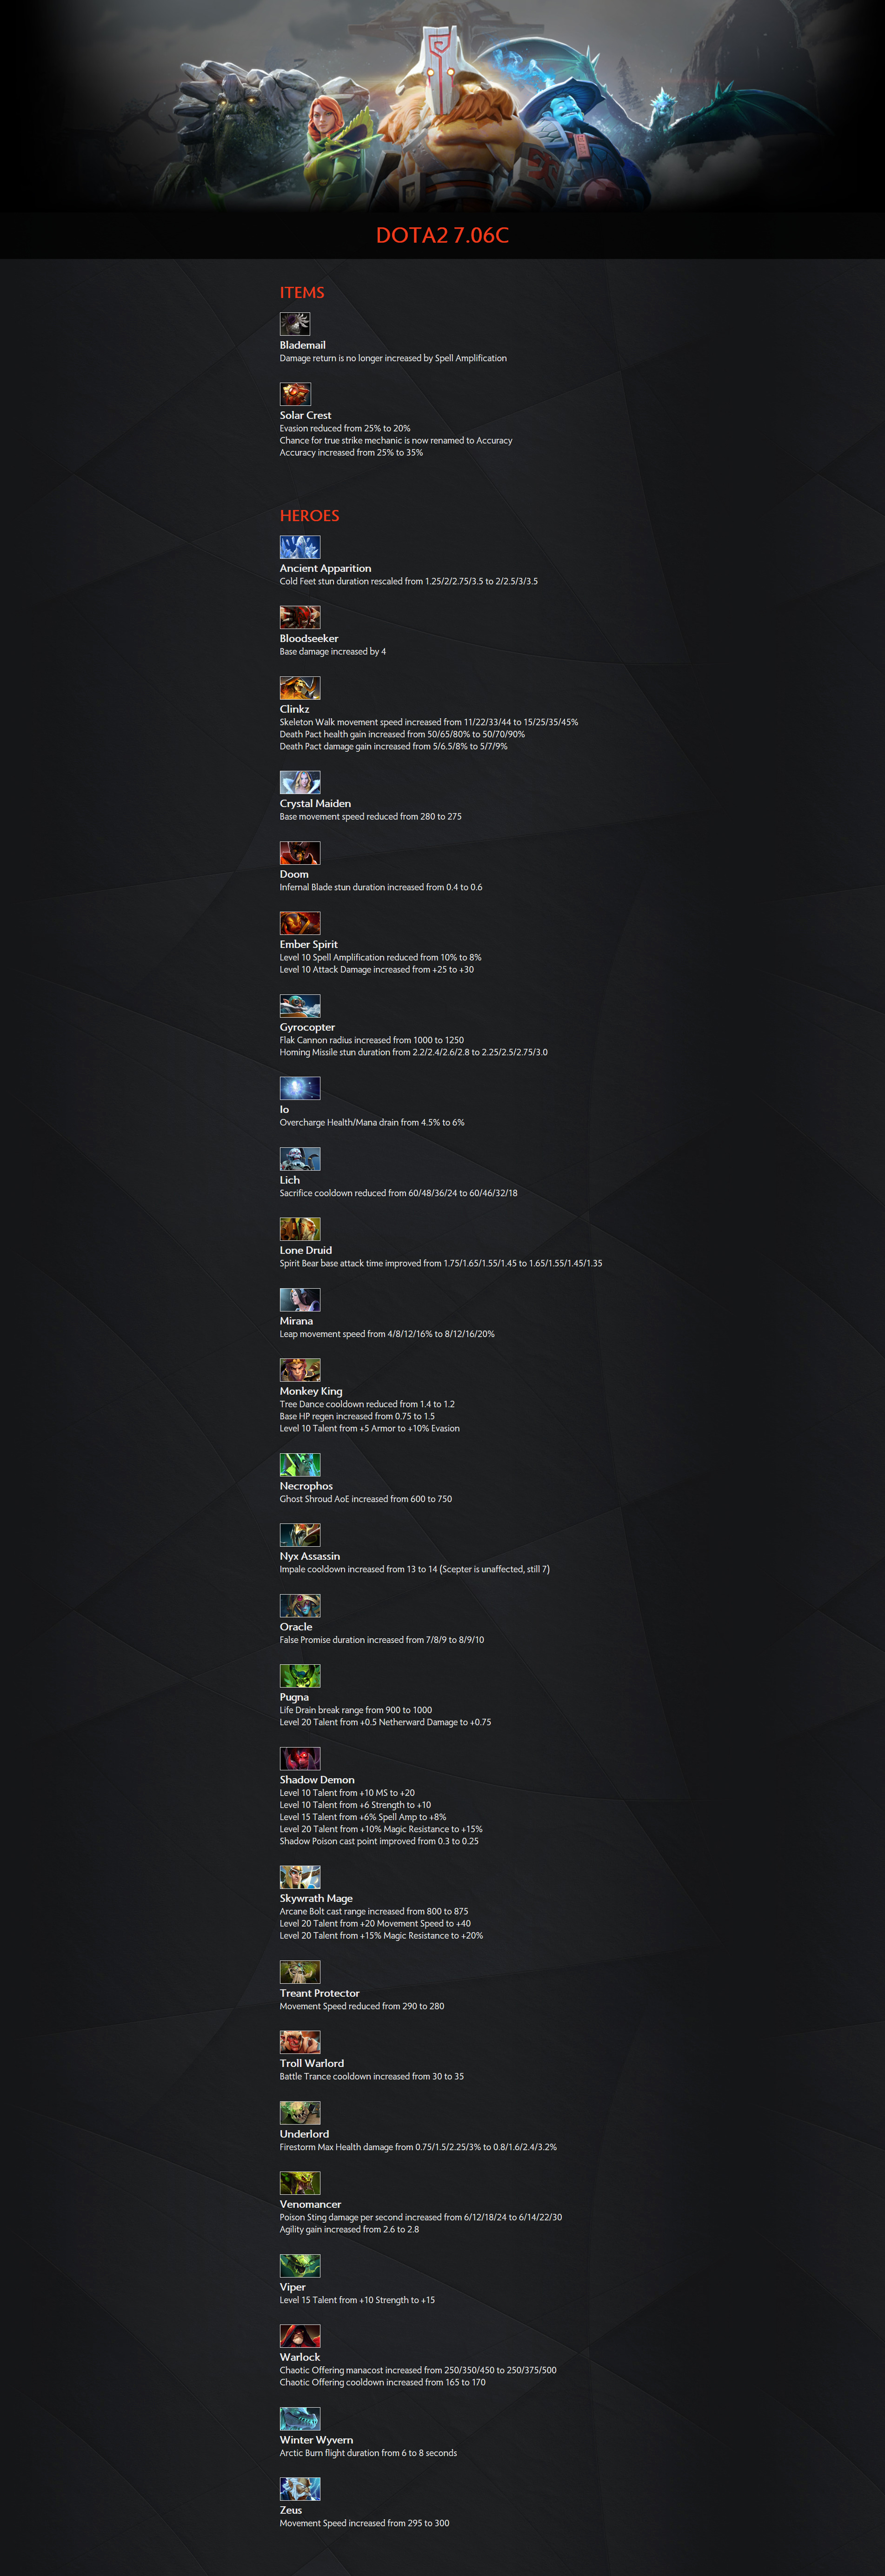 DOTA2 7.06C
ITEMS
Blademail
Damage return is no longer increased by Spell Amplification
Solar Crest
Evasion reduced from 25% to 20%
Chance for true strike mechanic is now renamed to Accuracy
Accuracy increased from 25% to 35%
HEROES
Ancient Apparition
Cold Feet stun duration rescaled from 1.25/2/2.75/3.5 to 2/2.5/3/3.5
Bloodseeker
Base damage increased by 4
Clinkz
Skeleton Walk movement speed increased from 11/22/33/44 to 15/25/35/45%
Death Pact health gain increased from 50/65/80% to 50/70/90%
Death Pact damage gain increased from 5/6.5/8% to 5/7/9%
Crystal Maiden
Base movement speed reduced from 280 to 275
Doom
Infernal Blade stun duration increased from 0.4 to 0.6
Ember Spirit
Level 10 Spell Amplification reduced from 10% to 8%
Level 10 Attack Damage increased from +25 to +30
Gyrocopter
Flak Cannon radius increased from 1000 to 1250
Homing Missile stun duration from 2.2/2.4/2.6/2.8 to 2.25/2.5/2.75/3.0
Io
Overcharge Health/Mana drain from 4.5% to 6%
Lich
Sacrifice cooldown reduced from 60/48/36/24 to 60/46/32/18
Lone Druid
Spirit Bear base attack time improved from 1.75/1.65/1.55/1.45 to 1.65/1.55/1.45/1.35
Mirana
Leap movement speed from 4/8/12/16% to 8/12/16/20%
Monkey King
Tree Dance cooldown reduced from 1.4 to 1.2
Base HP regen increased from 0.75 to 1.5
Level 10 Talent from +5 Armor to +10% Evasion
Necrophos
Ghost Shroud AoE increased from 600 to 750
Nyx Assassin
Impale cooldown increased from 13 to 14 (Scepter is unaffected, still 7)
Oracle
False Promise duration increased from 7/8/9 to 8/9/10
Pugna
Life Drain break range from 900 to 1000
Level 20 Talent from +0.5 Netherward Damage to +0.75
Shadow Demon
Level 10 Talent from +10 MS to +20
Level 10 Talent from +6 Strength to +10
Level 15 Talent from +6% Spell Amp to +8%
Level 20 Talent from +10% Magic Resistance to +15%
Shadow Poison cast point improved from 0.3 to 0.25
Skywrath Mage
Arcane Bolt cast range increased from 800 to 875
Level 20 Talent from +20 Movement Speed to +40
Level 20 Talent from +15% Magic Resistance to +20%
Treant Protector
Movement Speed reduced from 290 to 280
Troll Warlord
Battle Trance cooldown increased from 30 to 35
Underlord
Firestorm Max Health damage from 0.75/1.5/2.25/3% to 0.8/1.6/2.4/3.2%
Venomancer
Poison Sting damage per second increased from 6/12/18/24 to 6/14/22/30
Agility gain increased from 2.6 to 2.8
Viper
Level 15 Talent from +10 Strength to +15
Warlock
Chaotic Offering manacost increased from 250/350/450 to 250/375/500
Chaotic Offering cooldown increased from 165 to 170
Winter Wyvern
Arctic Burn flight duration from 6 to 8 seconds
Zeus
Movement Speed increased from 295 to 300